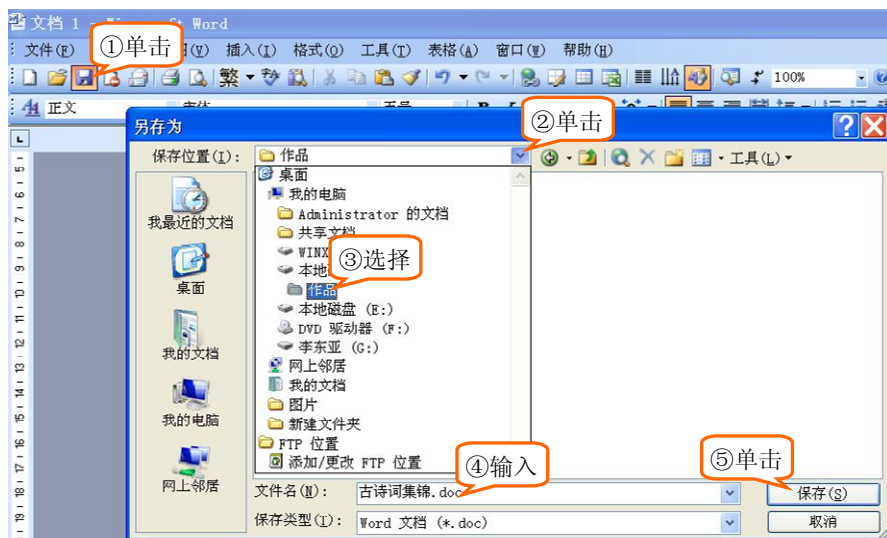 文档 1 - Word
文件(F) (V) 插入(I) 格式(O) 工具(T) 表格(A) 窗口(W) 帮助(H)
①单击
繁 100%
正文 五号
另存为
②单击
保存位置(I): 作品 工具(L)
桌面
我的电脑
Administrator 的文档
共享文档
WINX
本地
③选择
作品
本地磁盘 (E:)
DVD 驱动器 (F:)
李东亚 (G:)
网上邻居
我的文档
图片
新建文件夹
FTP 位置
添加/更改 FTP 位置
我最近的文档
桌面
我的文档
我的电脑
网上邻居
④输入
⑤单击
文件名(N): 古诗词集锦.doc 保存(S)
保存类型(T): Word 文档 (*.doc) 取消